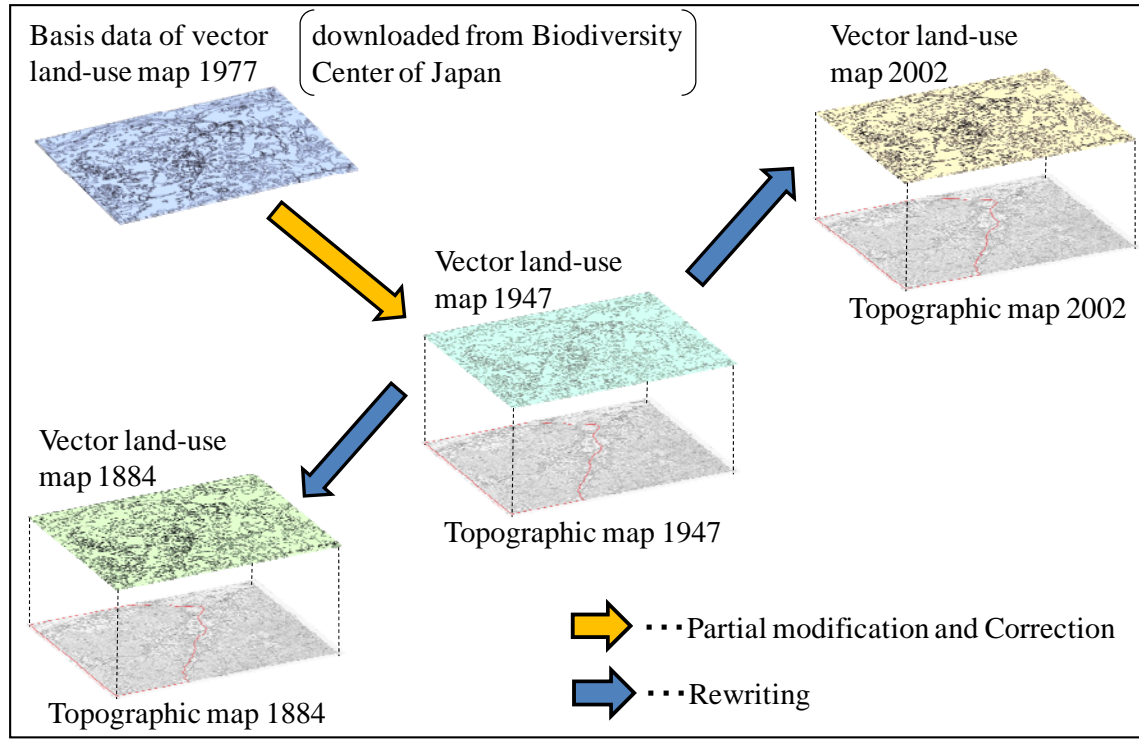 Basis data of vector
land-use map 1977
downloaded from Biodiversity
Center of Japan
Vector land-use
map 2002
Topographic map 2002
Vector land-use
map 1947
Topographic map 1947
Vector land-use
map 1884
Topographic map 1884
･･･Partial modification and Correction
･･･Rewriting